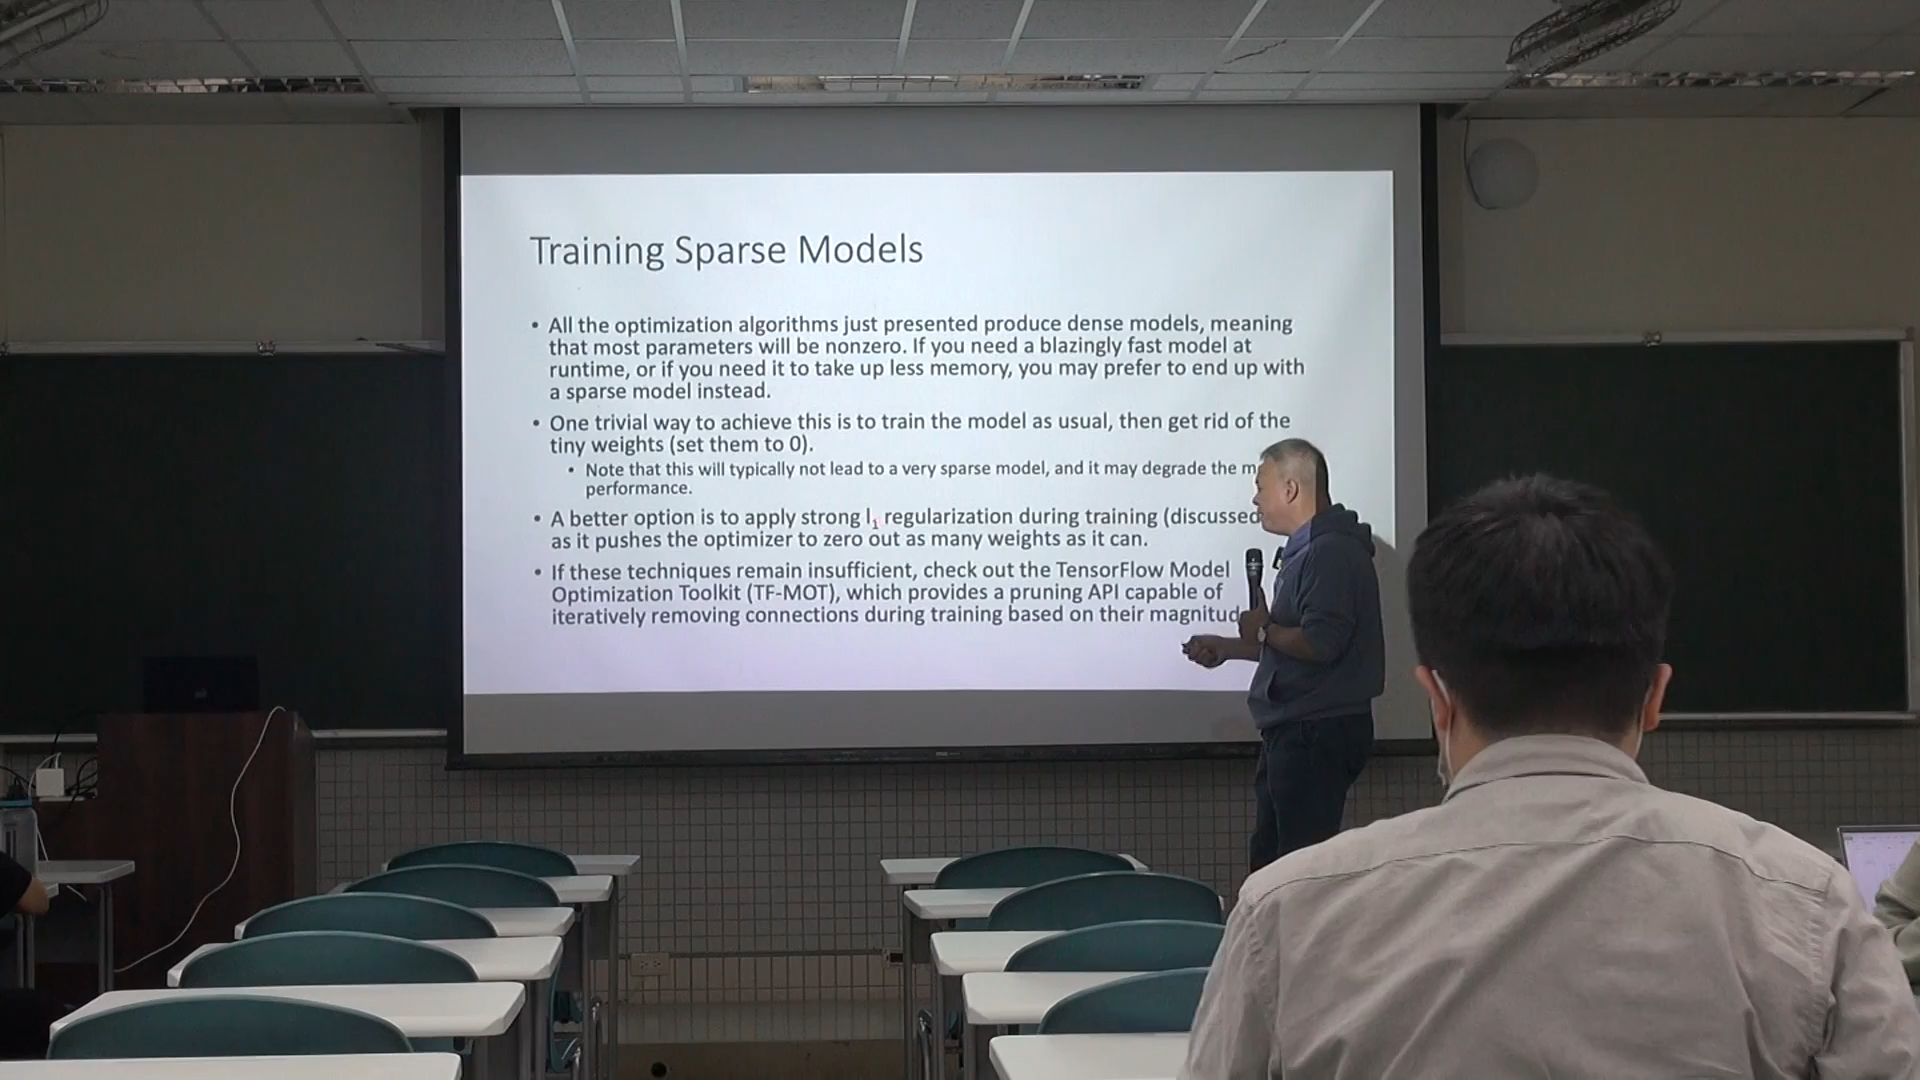 Training Sparse Models
• All the optimization algorithms just presented produce dense models, meaning
that most parameters will be nonzero. If you need a blazingly fast model at
runtime, or if you need it to take up less memory, you may prefer to end up with
a sparse model instead.
• One trivial way to achieve this is to train the model as usual, then get rid of the
tiny weights (set them to 0).
• Note that this will typically not lead to a very sparse model, and it may degrade the
performance.
• A better option is to apply strong l₁ regularization during training (discussed
as it pushes the optimizer to zero out as many weights as it can.
• If these techniques remain insufficient, check out the TensorFlow Model
Optimization Toolkit (TF-MOT), which provides a pruning API capable of
iteratively removing connections during training based on their